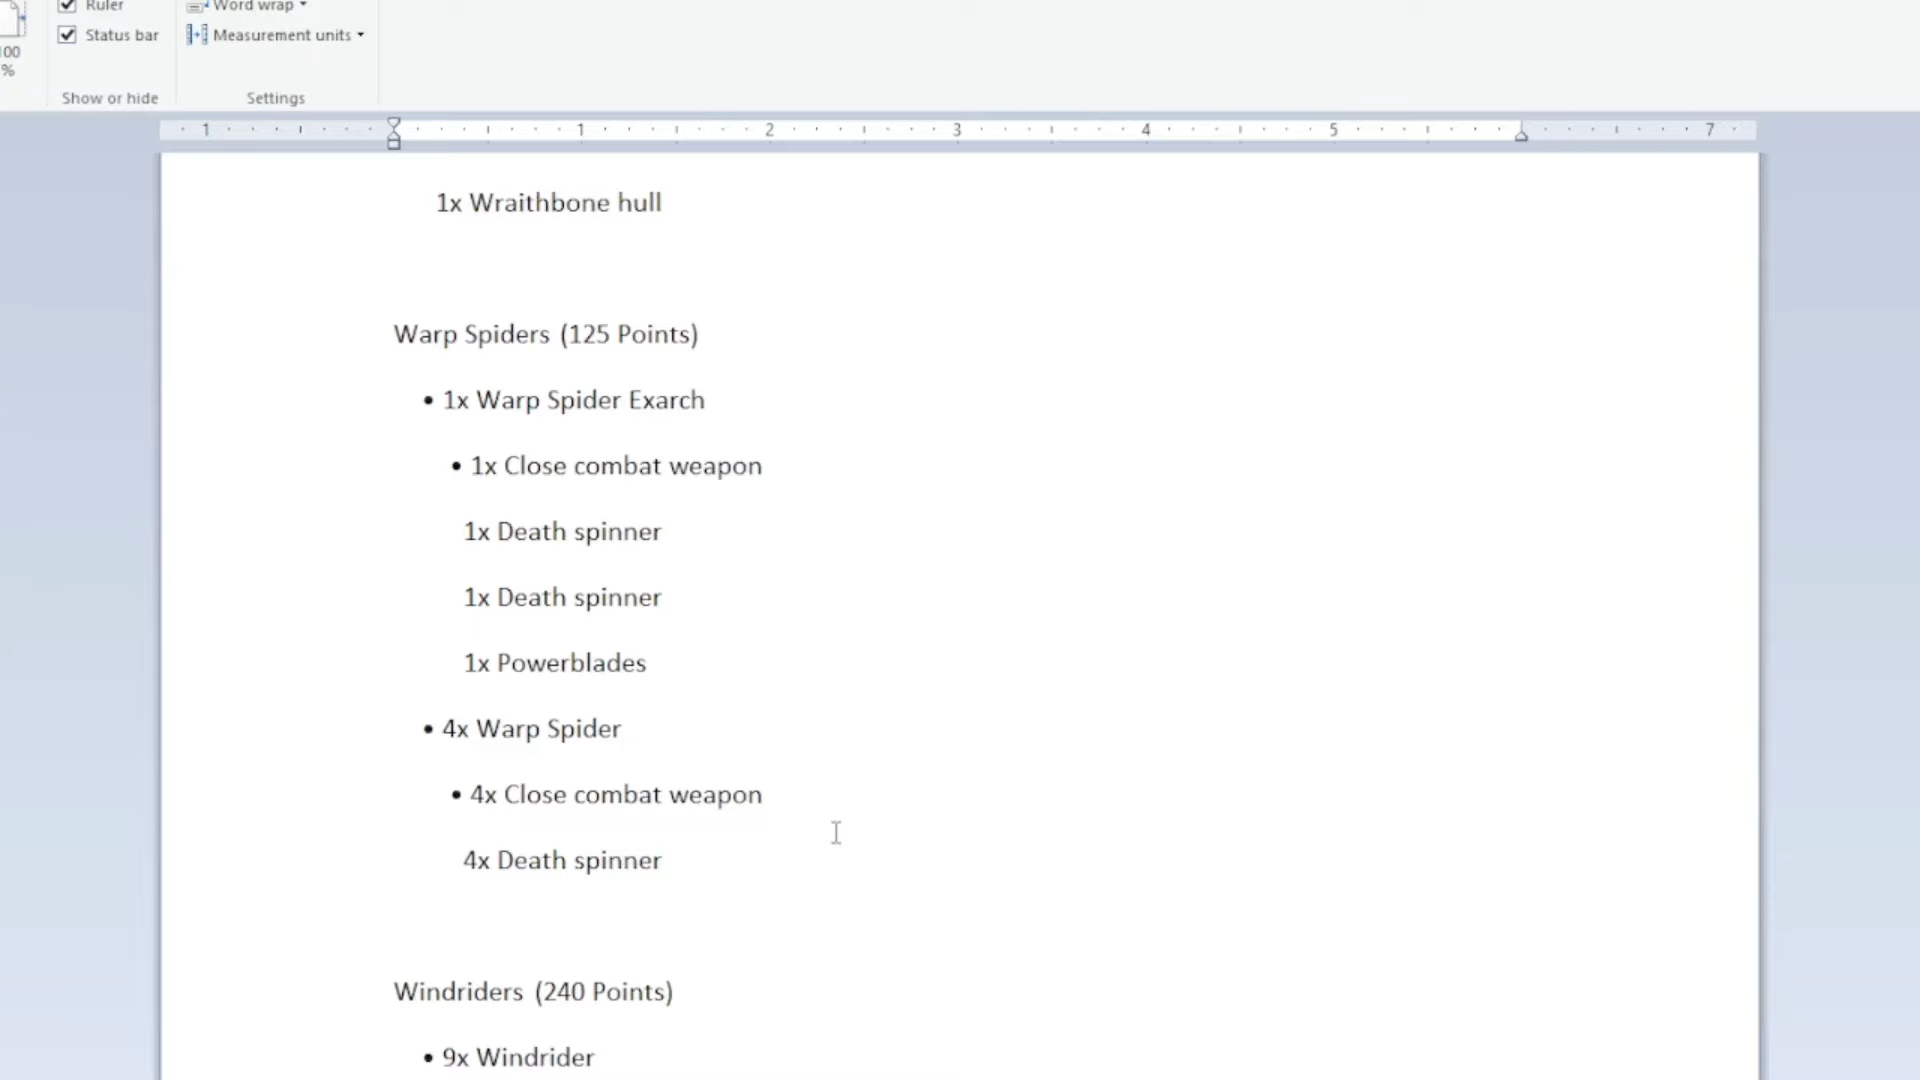 Ruler
Word wrap
Status bar
Measurement units
100
%
Show or hide
Settings
1 1 2 3 4 5 7
1x Wraithbone hull
Warp Spiders (125 Points)
• 1x Warp Spider Exarch
• 1x Close combat weapon
1x Death spinner
1x Death spinner
1x Powerblades
• 4x Warp Spider
• 4x Close combat weapon
4x Death spinner
Windriders (240 Points)
• 9x Windrider